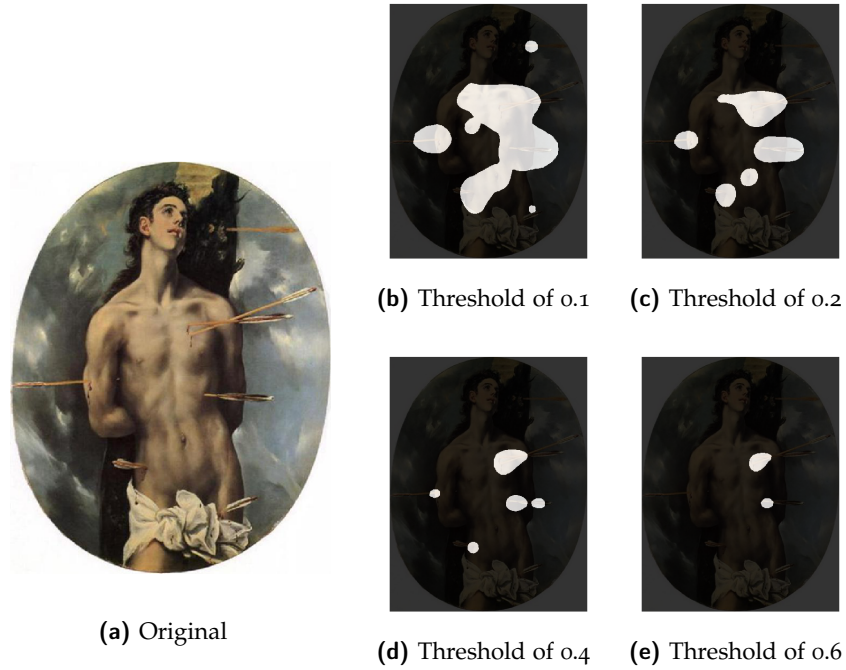 (b) Threshold of 0.1
(c) Threshold of 0.2
(a) Original
(d) Threshold of 0.4
(e) Threshold of 0.6